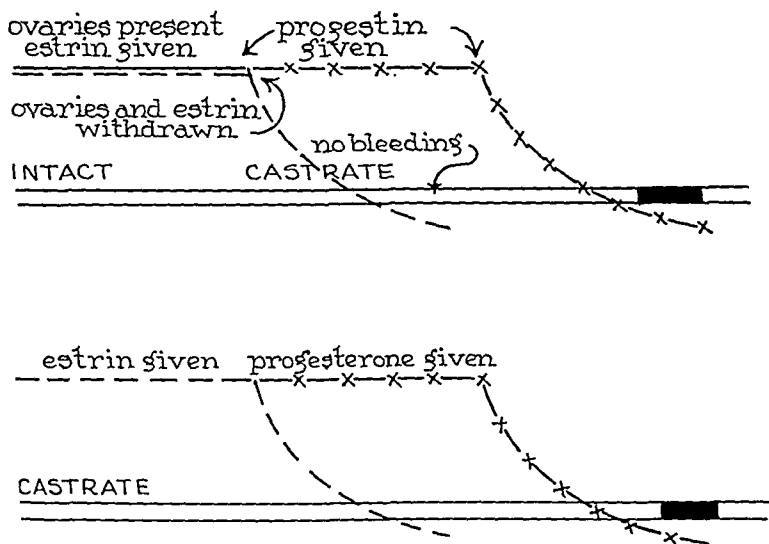 ovaries present
estrin given
progestin
given
ovaries and estrin
withdrawn
no bleeding
INTACT
CASTRATE
estrin given
progesterone given
CASTRATE